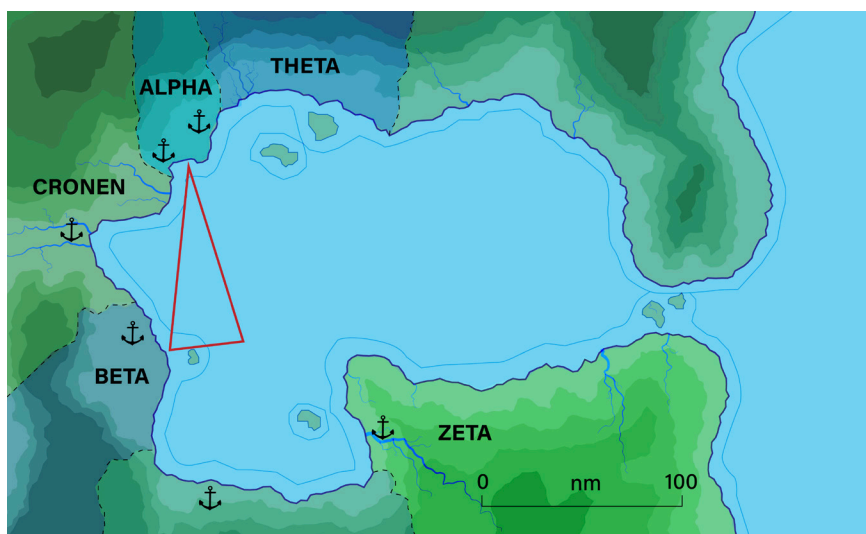 THETA
ALPHA
CRONEN
BETA
ZETA
0 nm 100